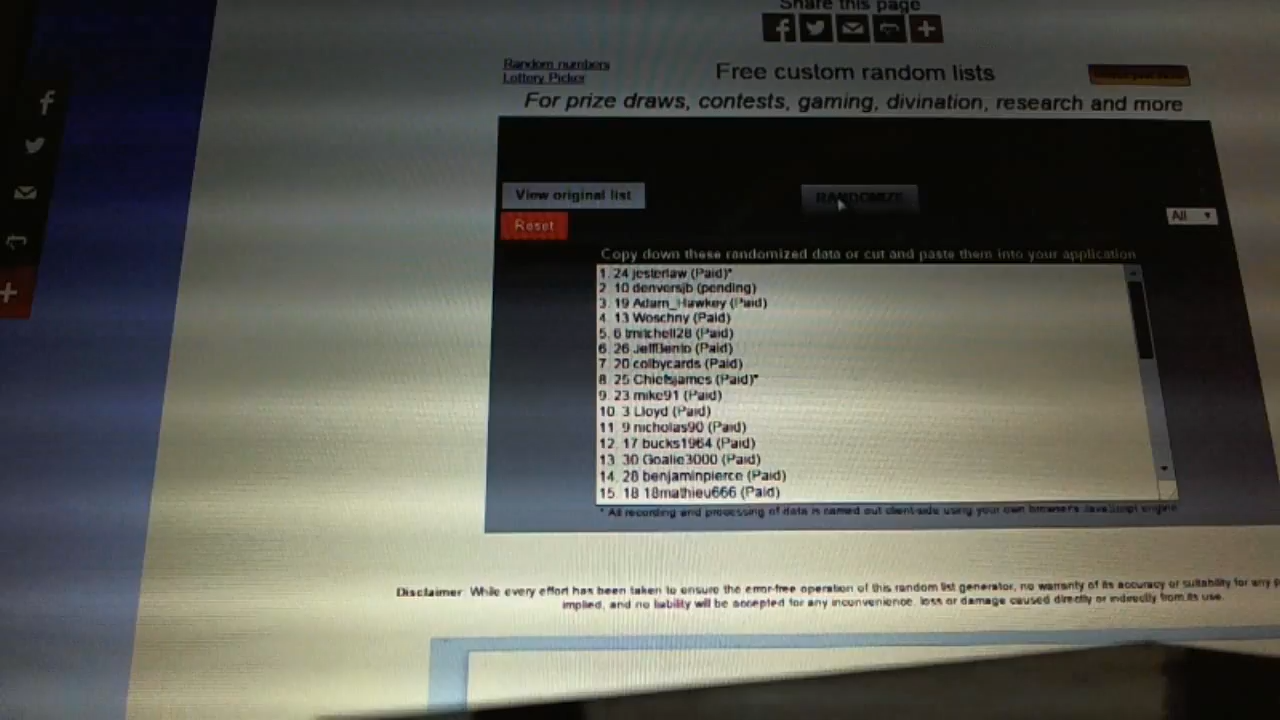 Share this page
Random numbers
Free custom random lists
Lottery Picker
For prize draws, contests, gaming, divination, research and more
View original list
RANDOMIZE
Reset
All
Copy down these randomized data or cut and paste them into your application
1. 24 jesterlaw (Paid)*
2. 10 denversjb (pending)
3. 19 Adam_Hawkey (Paid)
4. 13 Woschny (Paid)
5. 6 tmitchell28 (Paid)
6. 26 (Paid)
7. 20 colbycards (Paid)
8. 25 Chiefsjames (Paid)*
9. 23 mike91 (Paid)
10. 3 Lloyd (Paid)
11. 9 nicholas90 (Paid)
12. 17 bucks1964 (Paid)
13. 30 Goalie3000 (Paid)
14. 28 benjaminpierce (Paid)
15. 18 18mathieu666 (Paid)
* All recording and processing of data is carried out client-side using your own browser's JavaScript engine
Disclaimer: While every effort has been taken to ensure the error-free operation of this random list generator, no warranty of its accuracy or suitability for any
implied, and no liability will be accepted for any inconvenience, loss or damage caused directly or indirectly from its use.